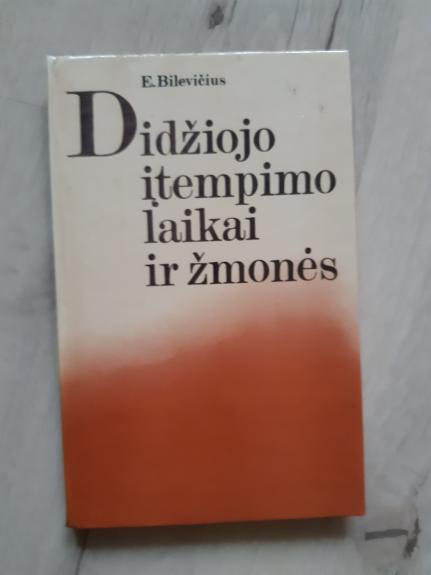 E. Bilevičius
Didžiojo
įtempimo
laikai
ir žmonės